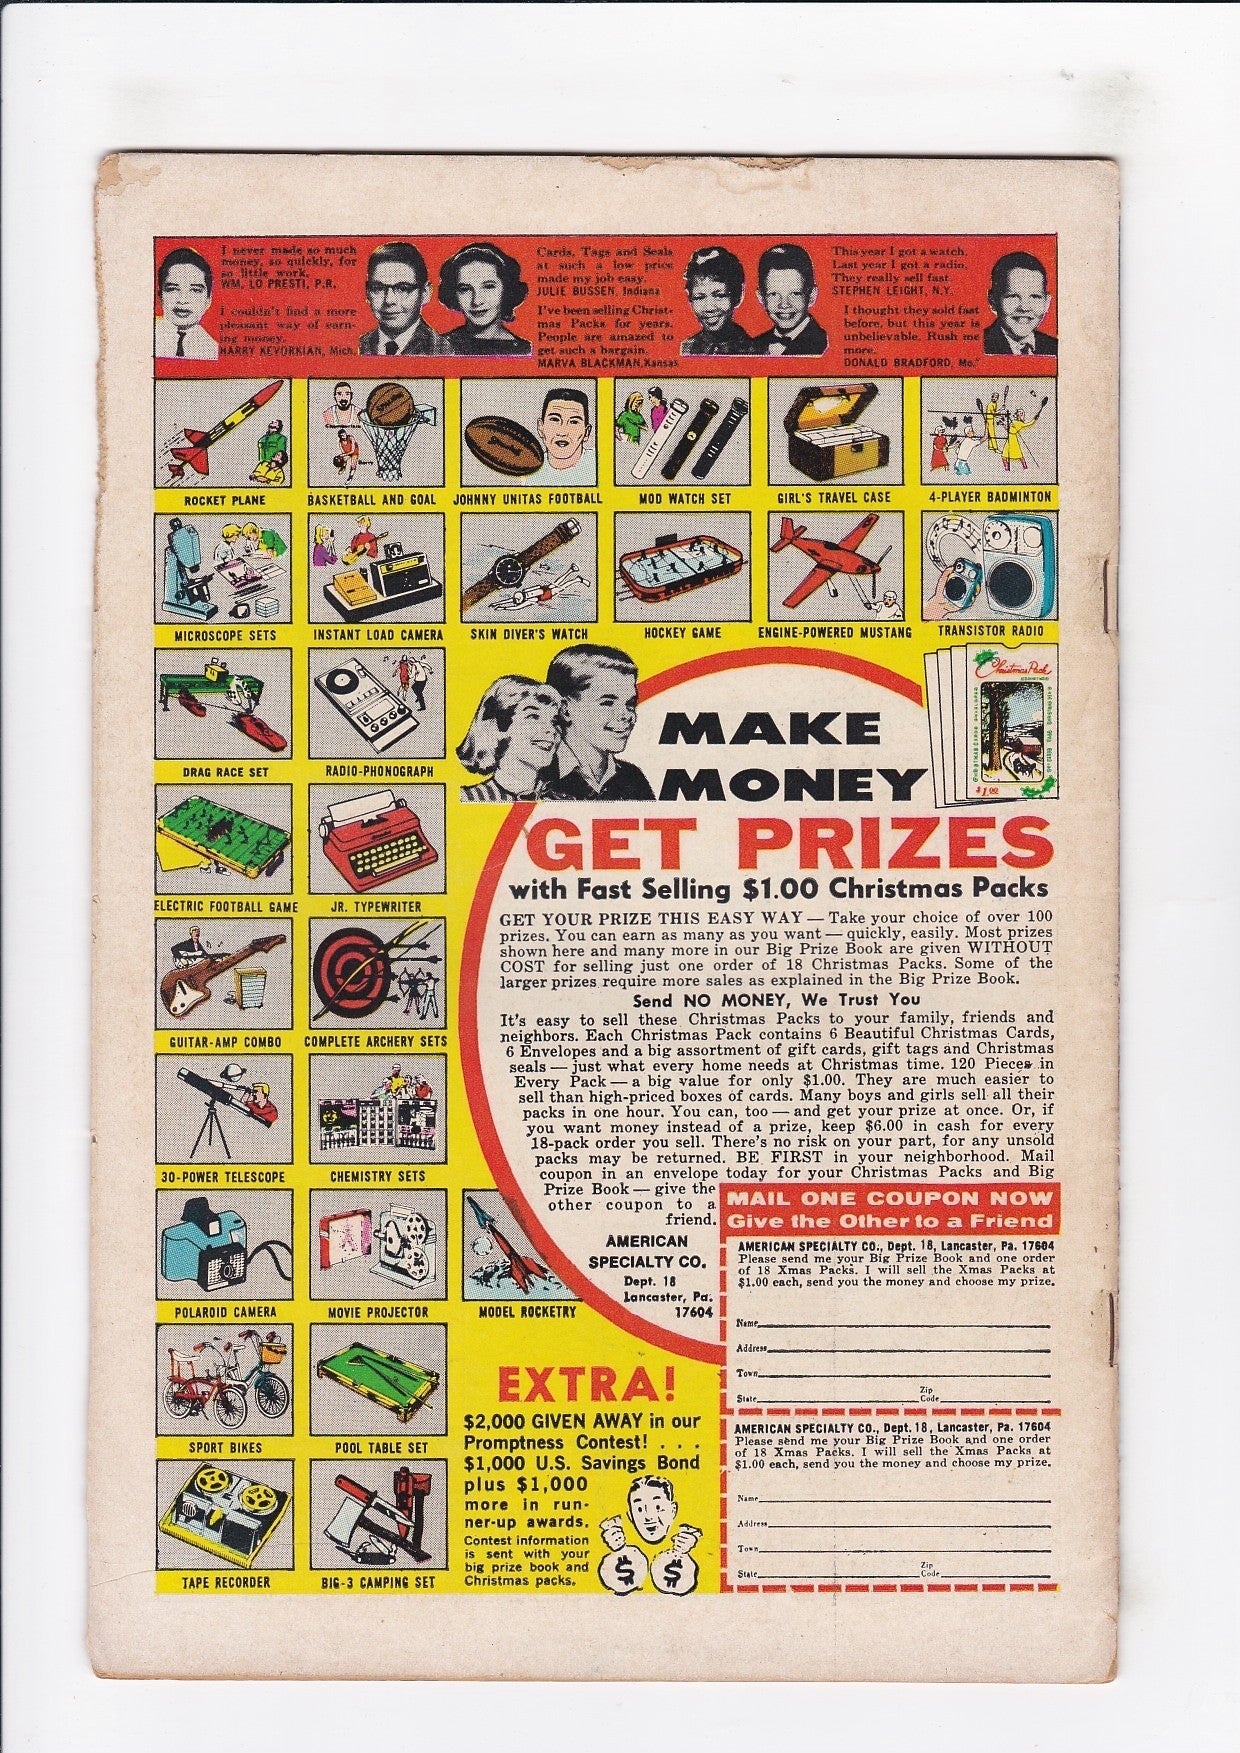 I never made so much
money, so quickly, for
so little work.
WM. LO PRESTI, P.R.
I couldn't find a more
pleasant way of earn-
ing money.
HARRY KEVORKIAN, Mich.
Cards, Tags and Seals
at such a low price
made my job easy.
JULIE BUSSEN, Indiana
I've been selling Christ-
mas Packs for years.
People are amazed to
get such a bargain.
MARVA BLACKMAN, Kansas
This year I got a watch.
Last year I got a radio.
They really sell fast.
STEPHEN LEIGHT, N.Y.
I thought they sold fast
before, but this year is
unbelievable. Rush me
more.
DONALD BRADFORD, Mo."
ROCKET PLANE
BASKETBALL AND GOAL
JOHNNY UNITAS FOOTBALL
MOD WATCH SET
GIRL'S TRAVEL CASE
4-PLAYER BADMINTON
MICROSCOPE SETS
INSTANT LOAD CAMERA
SKIN DIVER'S WATCH
HOCKEY GAME
ENGINE-POWERED MUSTANG
TRANSISTOR RADIO
DRAG RACE SET
RADIO-PHONOGRAPH
ELECTRIC FOOTBALL GAME
JR. TYPEWRITER
GUITAR-AMP COMBO
COMPLETE ARCHERY SETS
30-POWER TELESCOPE
CHEMISTRY SETS
POLAROID CAMERA
MOVIE PROJECTOR
MODEL ROCKETRY
SPORT BIKES
POOL TABLE SET
TAPE RECORDER
BIG-3 CAMPING SET
Christmas Pack
$1.00
MAKE
MONEY
GET PRIZES
with Fast Selling $1.00 Christmas Packs
GET YOUR PRIZE THIS EASY WAY — Take your choice of over 100
prizes. You can earn as many as you want — quickly, easily. Most prizes
shown here and many more in our Big Prize Book are given WITHOUT
COST for selling just one order of 18 Christmas Packs. Some of the
larger prizes require more sales as explained in the Big Prize Book.
Send NO MONEY, We Trust You
It's easy to sell these Christmas Packs to your family, friends and
neighbors. Each Christmas Pack contains 6 Beautiful Christmas Cards,
6 Envelopes and a big assortment of gift cards, gift tags and Christmas
seals — just what every home needs at Christmas time. 120 Pieces in
Every Pack — a big value for only $1.00. They are much easier to
sell than high-priced boxes of cards. Many boys and girls sell all their
packs in one hour. You can, too — and get your prize at once. Or, if
you want money instead of a prize, keep $6.00 in cash for every
18-pack order you sell. There's no risk on your part, for any unsold
packs may be returned. BE FIRST in your neighborhood. Mail
coupon in an envelope today for your Christmas Packs and Big
Prize Book — give the
other coupon to a
friend.
AMERICAN
SPECIALTY CO.
Dept. 18
Lancaster, Pa.
17604
MAIL ONE COUPON NOW
Give the Other to a Friend
AMERICAN SPECIALTY CO., Dept. 18, Lancaster, Pa. 17604
Please send me your Big Prize Book and one order
of 18 Xmas Packs. I will sell the Xmas Packs at
$1.00 each, send you the money and choose my prize.
Name
Address
Town
State Zip Code
AMERICAN SPECIALTY CO., Dept. 18, Lancaster, Pa. 17604
Please send me your Big Prize Book and one order
of 18 Xmas Packs. I will sell the Xmas Packs at
$1.00 each, send you the money and choose my prize.
Name
Address
Town
State Zip Code
EXTRA!
$2,000 GIVEN AWAY in our
Promptness Contest! . . .
$1,000 U.S. Savings Bond
plus $1,000
more in run-
ner-up awards.
Contest information
is sent with your
big prize book and
Christmas packs.
$ $